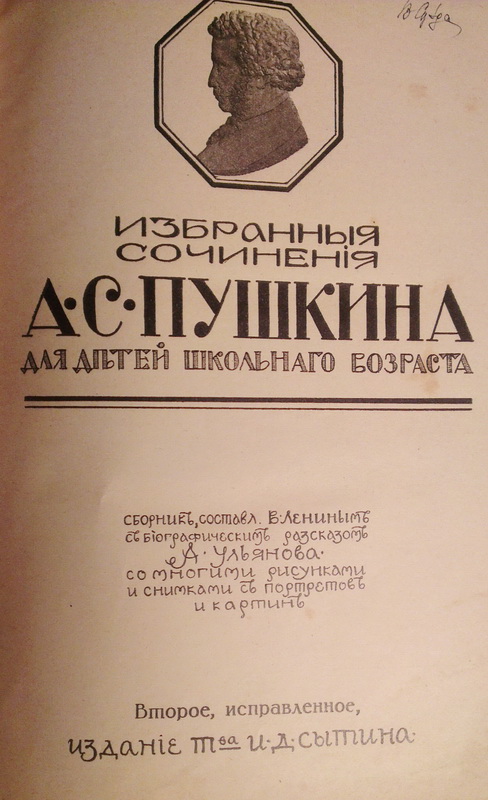 ИЗБРАННЫЯ
СОЧИНЕНІЯ
А·С·ПУШКИНА
ДЛЯ ДѢТЕЙ ШКОЛЬНАГО ВОЗРАСТА
СБОРНИКЪ, СОСТАВЛ. В·ЛЕНИНЫМЪ
СЪ БІОГРАФИЧЕСКИМЪ РАЗСКАЗОМЪ
Д·УЛЬЯНОВА·
СО МНОГИМИ РИСУНКАМИ
И СНИМКАМИ СЪ ПОРТРЕТОВЪ
И КАРТИНЪ
Второе, исправленное,
ИЗДАНІЕ Тва И·Д·СЫТИНА·